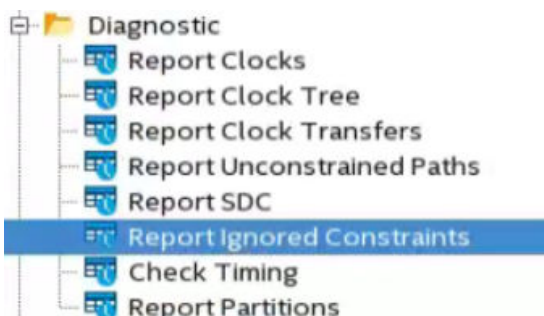 Diagnostic
Report Clocks
Report Clock Tree
Report Clock Transfers
Report Unconstrained Paths
Report SDC
Report Ignored Constraints
Check Timing
Report Partitions